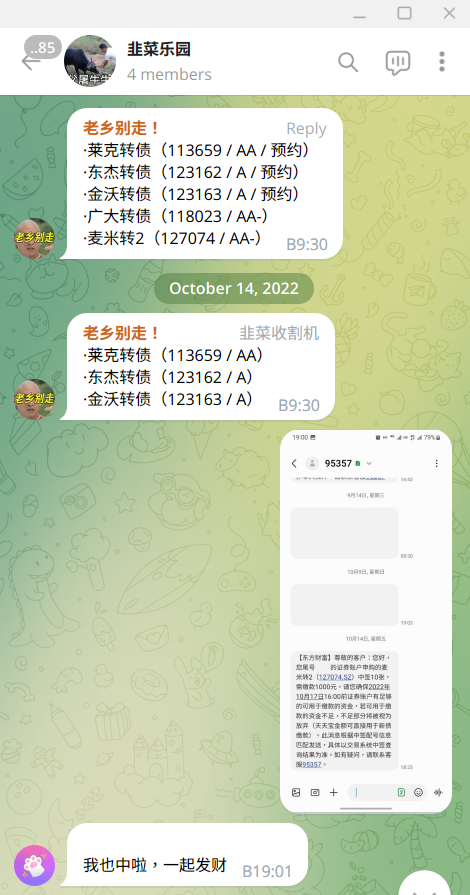 ..85
韭菜乐园
4 members
老乡别走！
Reply
·莱克转债（113659 / AA / 预约）
·东杰转债（123162 / A / 预约）
·金沃转债（123163 / A / 预约）
·广大转债（118023 / AA-）
·麦米转2（127074 / AA-）
B9:30
老乡别走
October 14, 2022
老乡别走！
韭菜收割机
·莱克转债（113659 / AA）
·东杰转债（123162 / A）
·金沃转债（123163 / A）
B9:30
老乡别走
19:00
79%
95357
9月14日, 星期三
10月9日, 星期日
19:03
10月14日, 星期五
【东方财富】尊敬的客户：您好，
您尾号 的证券账户申购的麦
米转2（127074.SZ）中签10张，
需缴款1000元。请您确保2022年
10月17日16:00前证券账户有足够
的可用于缴款的资金，若可用于缴
款的资金不足，不足部分将被视为
放弃（天天宝金额可直接用于新债
缴款）。此消息根据中签配号信息
匹配发送，具体以交易系统中签查
询结果为准。如有疑问，请联系客
服95357。
18:25
我也中啦，一起发财
B19:01